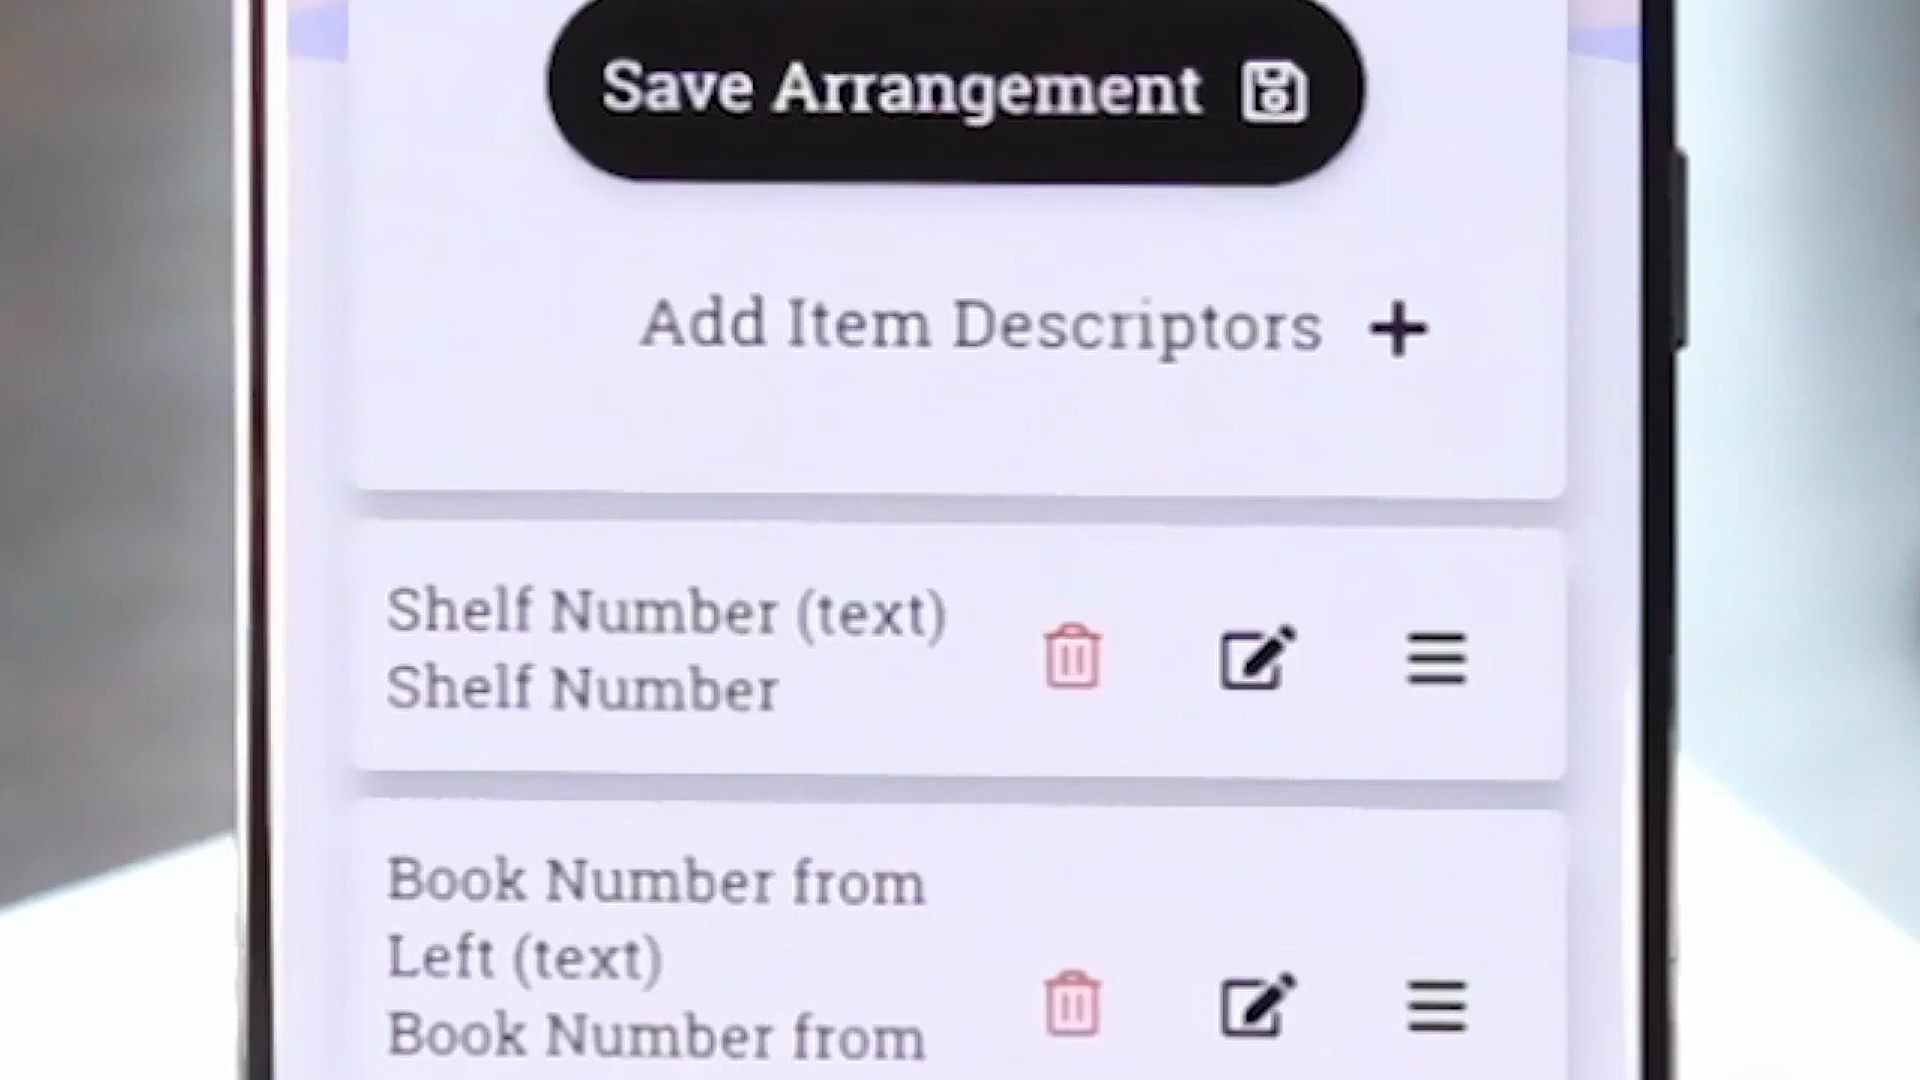 Save Arrangement
Add Item Descriptors
Shelf Number (text)
Shelf Number
Book Number from
Left (text)
Book Number from